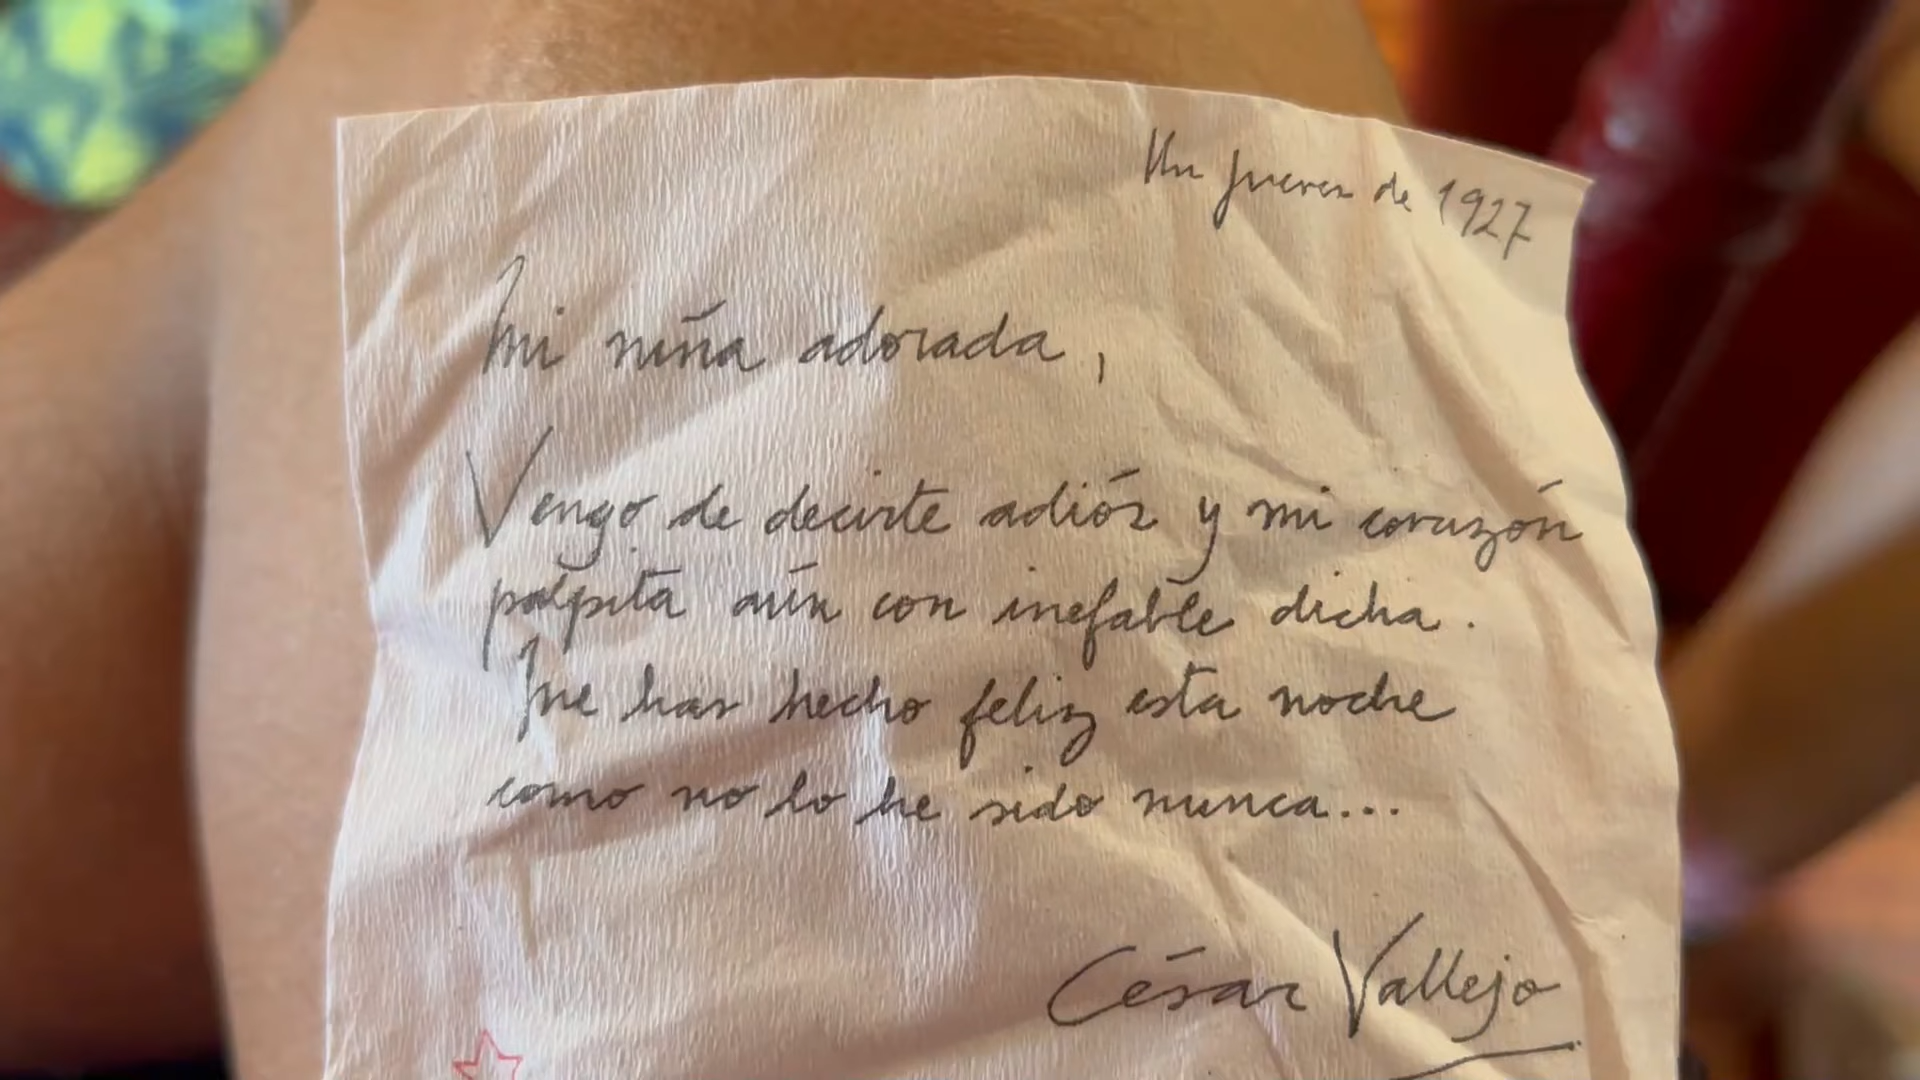 Un jueves de 1927
Mi niña adorada,
Vengo de decirte adiós y mi corazón
palpita aún con inefable dicha.
Me has hecho feliz esta noche
como no lo he sido nunca...
César Vallejo